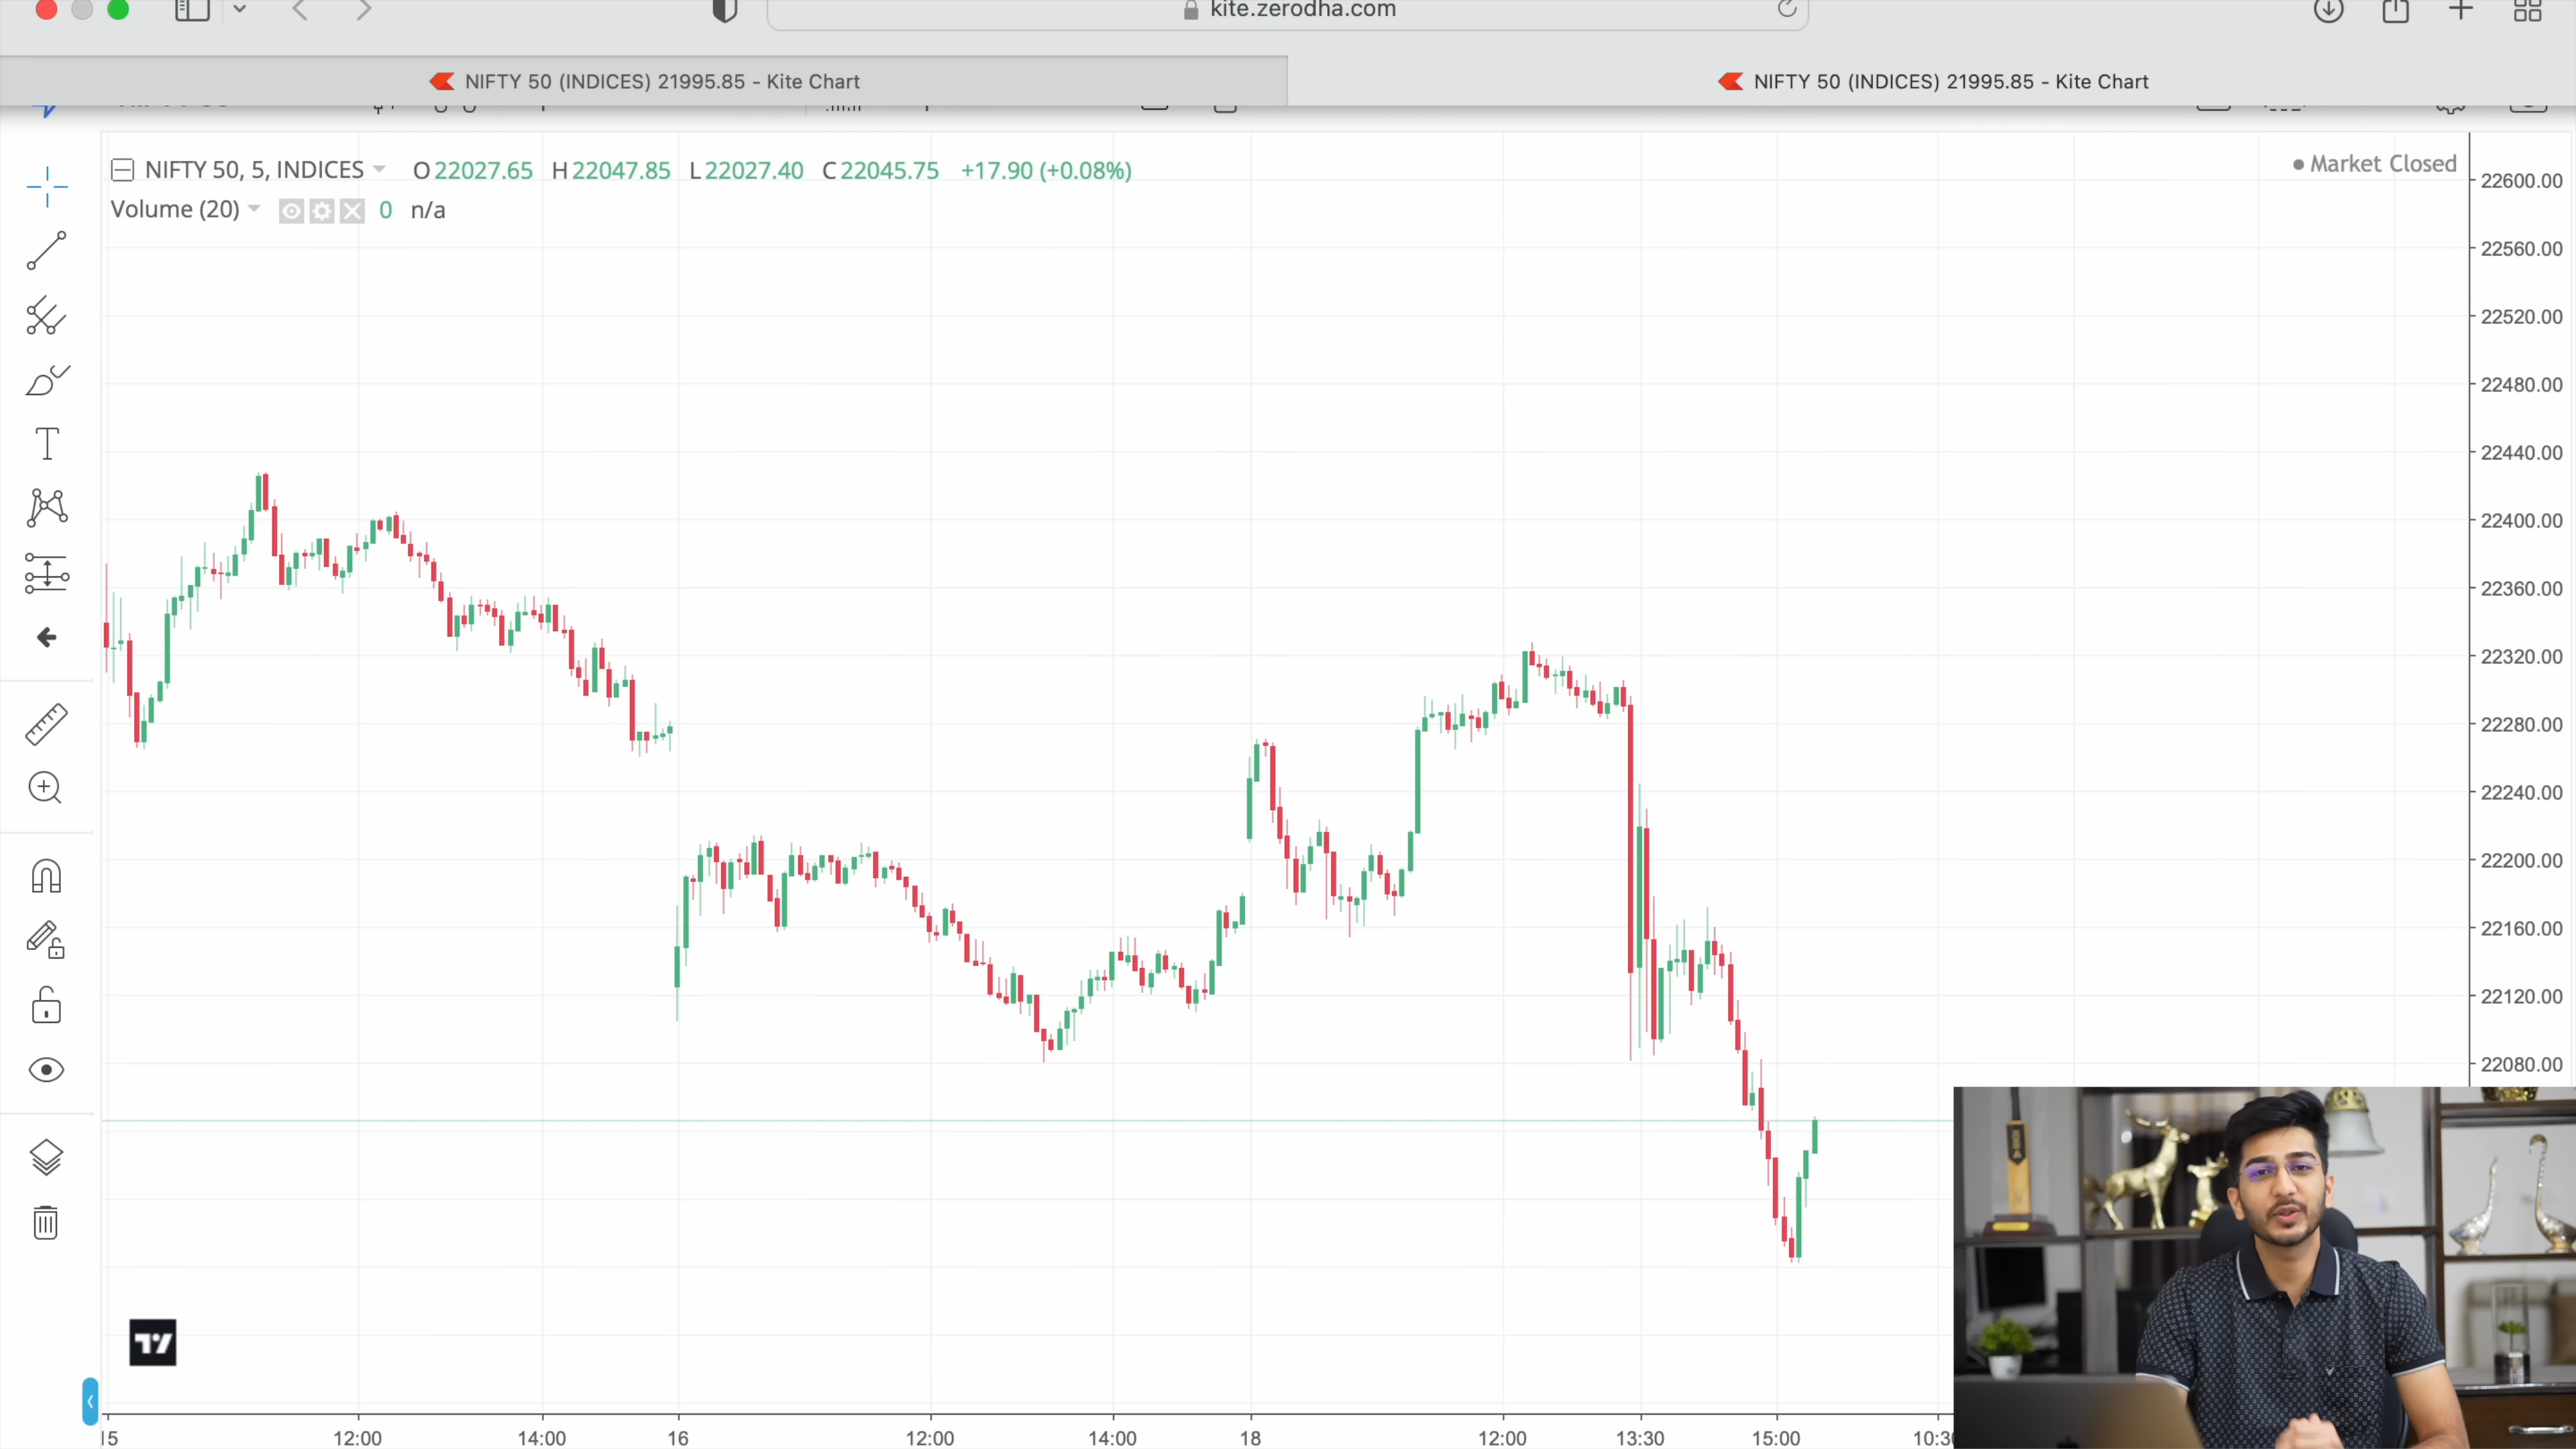 kite.zerodha.com
NIFTY 50 (INDICES) 21995.85 - Kite Chart
NIFTY 50 (INDICES) 21995.85 - Kite Chart
NIFTY 50, 5, INDICES O22027.65 H22047.85 L22027.40 C22045.75 +17.90 (+0.08%)
Market Closed
Volume (20) 0 n/a
22600.00
22560.00
22520.00
22480.00
22440.00
22400.00
22360.00
22320.00
22280.00
22240.00
22200.00
22160.00
22120.00
22080.00
15 12:00 14:00 16 12:00 14:00 18 12:00 13:30 15:00